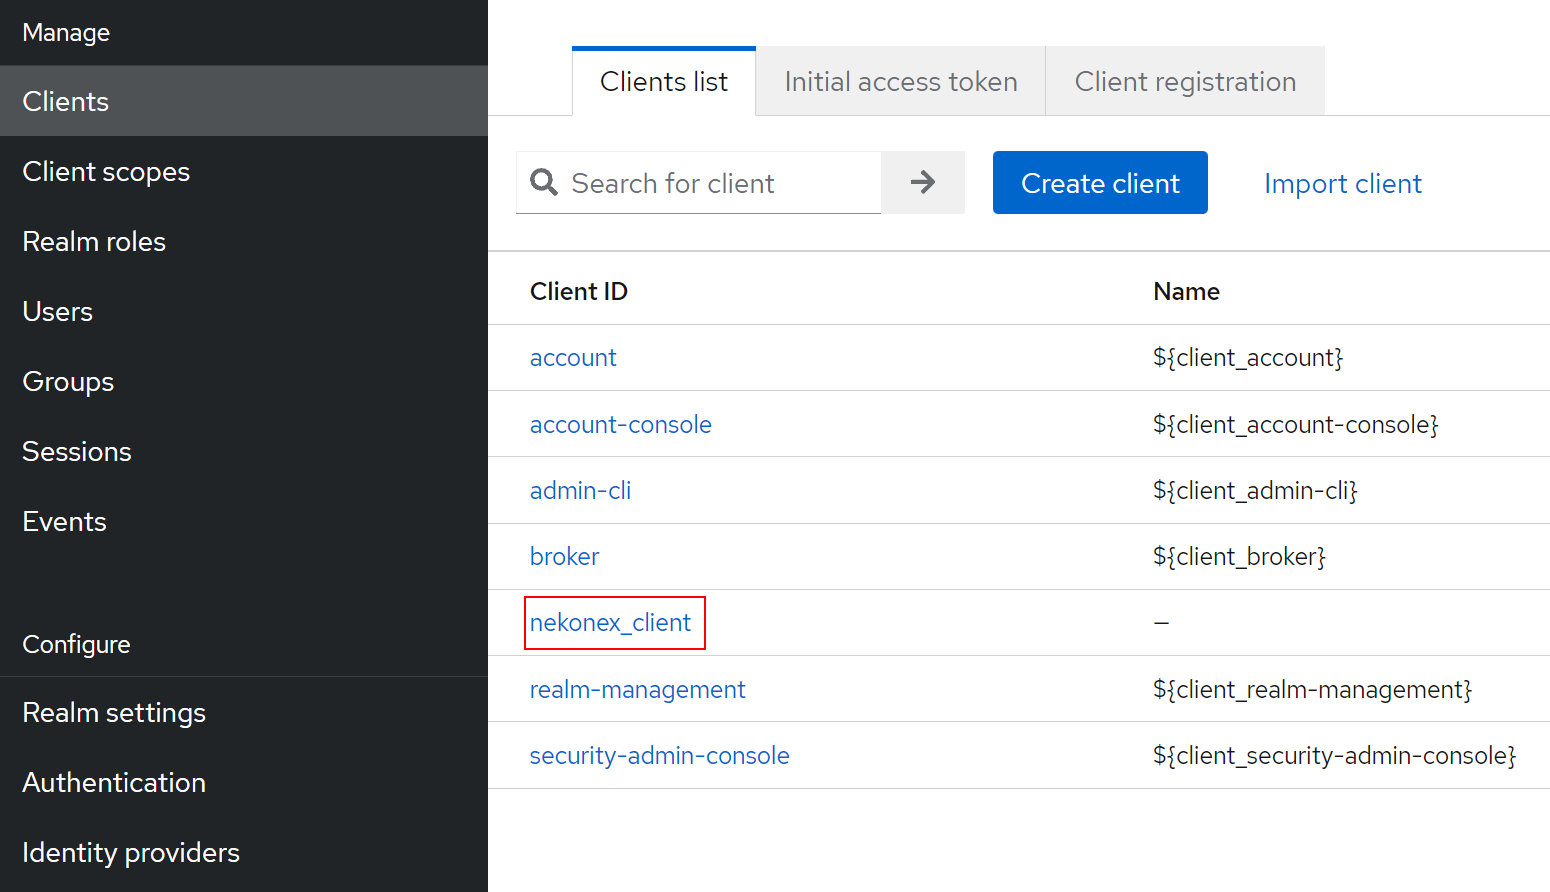 Manage
Clients
Client scopes
Realm roles
Users
Groups
Sessions
Events
Configure
Realm settings
Authentication
Identity providers
Clients list Initial access token Client registration
Search for client Create client Import client
Client ID Name
account ${client_account}
account-console ${client_account-console}
admin-cli ${client_admin-cli}
broker ${client_broker}
nekonex_client –
realm-management ${client_realm-management}
security-admin-console ${client_security-admin-console}